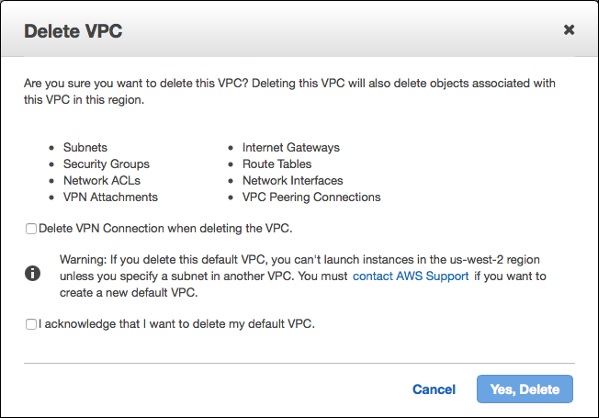 Delete VPC
Are you sure you want to delete this VPC? Deleting this VPC will also delete objects associated with
this VPC in this region.
• Subnets
• Security Groups
• Network ACLs
• VPN Attachments
• Internet Gateways
• Route Tables
• Network Interfaces
• VPC Peering Connections
Delete VPN Connection when deleting the VPC.
Warning: If you delete this default VPC, you can't launch instances in the us-west-2 region
unless you specify a subnet in another VPC. You must contact AWS Support if you want to
create a new default VPC.
I acknowledge that I want to delete my default VPC.
Cancel
Yes, Delete